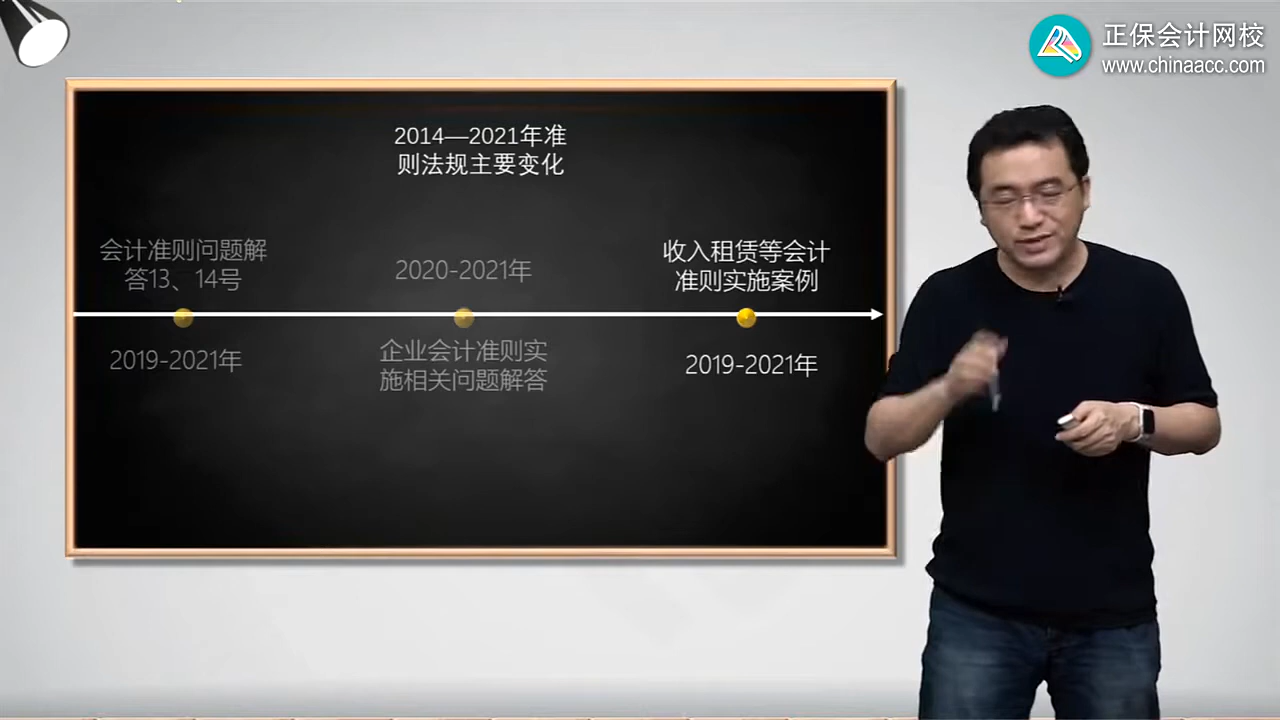 正保会计网校
www.chinaacc.com
2014—2021年准
则法规主要变化
会计准则问题解
答13、14号
2019-2021年
2020-2021年
企业会计准则实
施相关问题解答
收入租赁等会计
准则实施案例
2019-2021年